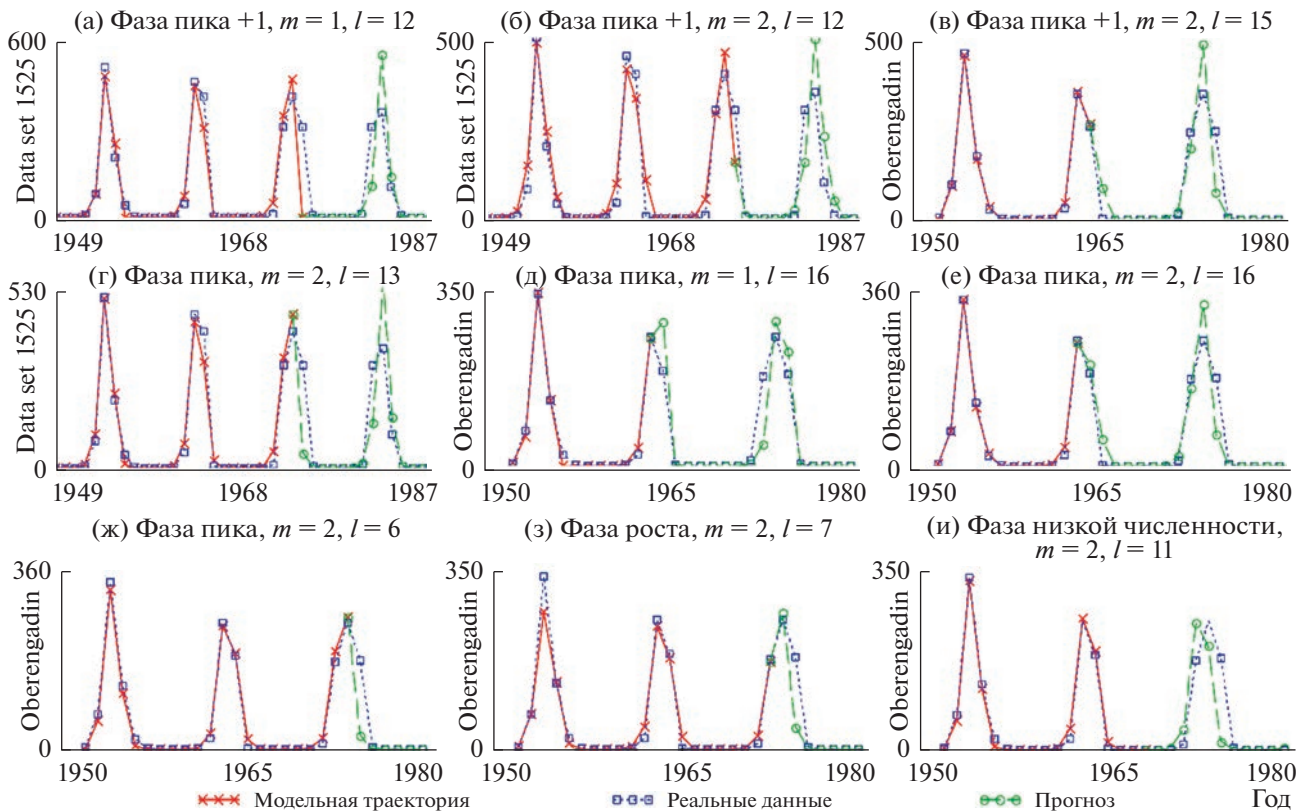 (а) Фаза пика +1, m = 1, l = 12
(б) Фаза пика +1, m = 2, l = 12
(в) Фаза пика +1, m = 2, l = 15
600
Data set 1525
0
1949 1968 1987
500
Data set 1525
0
1949 1968 1987
500
Oberengadin
0
1950 1965 1980
(г) Фаза пика, m = 2, l = 13
(д) Фаза пика, m = 1, l = 16
(е) Фаза пика, m = 2, l = 16
530
Data set 1525
0
1949 1968 1987
350
Oberengadin
0
1950 1965 1980
360
Oberengadin
0
1950 1965 1980
(ж) Фаза пика, m = 2, l = 6
(з) Фаза роста, m = 2, l = 7
(и) Фаза низкой численности,
m = 2, l = 11
360
Oberengadin
0
1950 1965 1980
350
Oberengadin
0
1950 1965 1980
350
Oberengadin
0
1950 1965 1980
Модельная траектория Реальные данные Прогноз Год